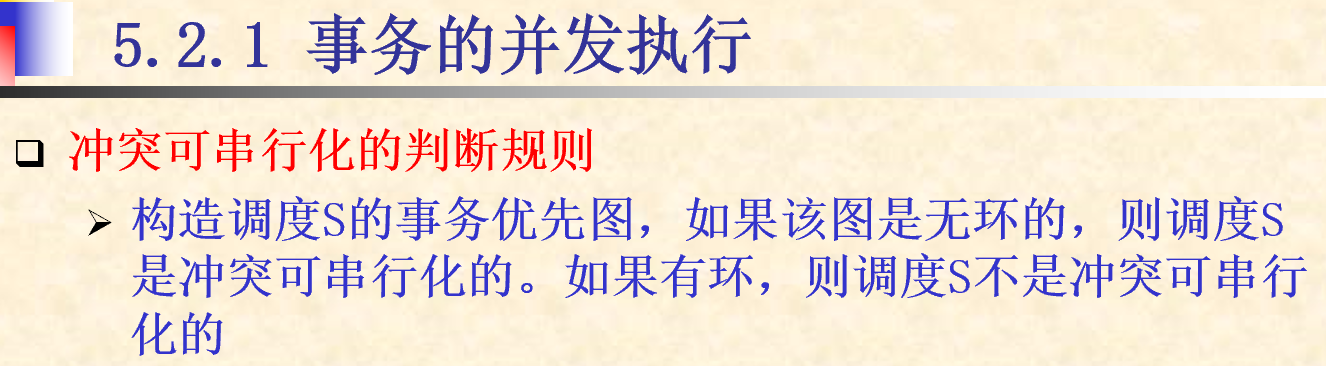 5.2.1 事务的并发执行
冲突可串行化的判断规则
构造调度S的事务优先图，如果该图是无环的，则调度S
是冲突可串行化的。如果有环，则调度S不是冲突可串行
化的